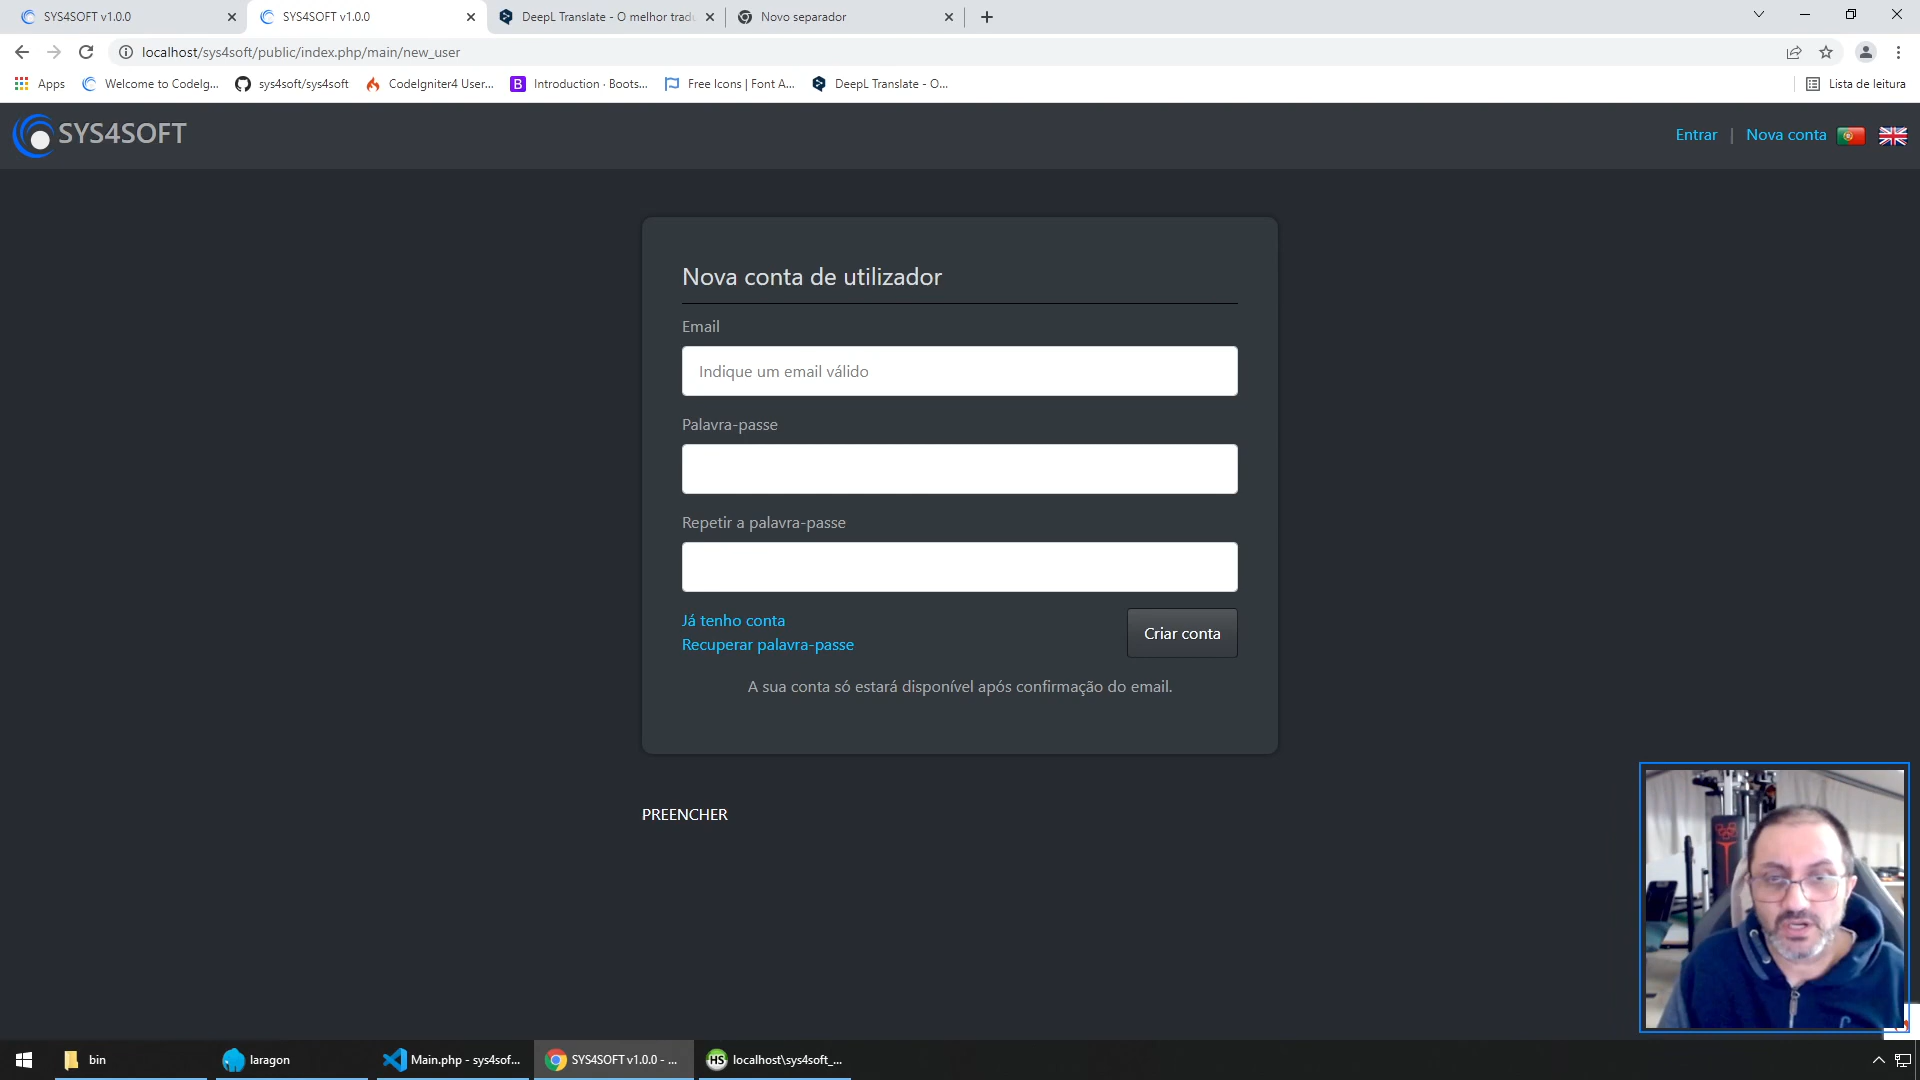 SYS4SOFT v1.0.0
SYS4SOFT v1.0.0
DeepL Translate - O melhor trad
Novo separador
localhost/sys4soft/public/index.php/main/new_user
Apps
Welcome to CodeIg...
sys4soft/sys4soft
CodeIgniter4 User...
B
Introduction · Boots...
Free Icons | Font A...
DeepL Translate - O...
Lista de leitura
SYS4SOFT
Entrar | Nova conta
Nova conta de utilizador
Email
Indique um email válido
Palavra-passe
Repetir a palavra-passe
Já tenho conta
Recuperar palavra-passe
Criar conta
A sua conta só estará disponível após confirmação do email.
PREENCHER
bin
laragon
Main.php - sys4sof...
SYS4SOFT v1.0.0 - ...
HS
localhost\sys4soft_...